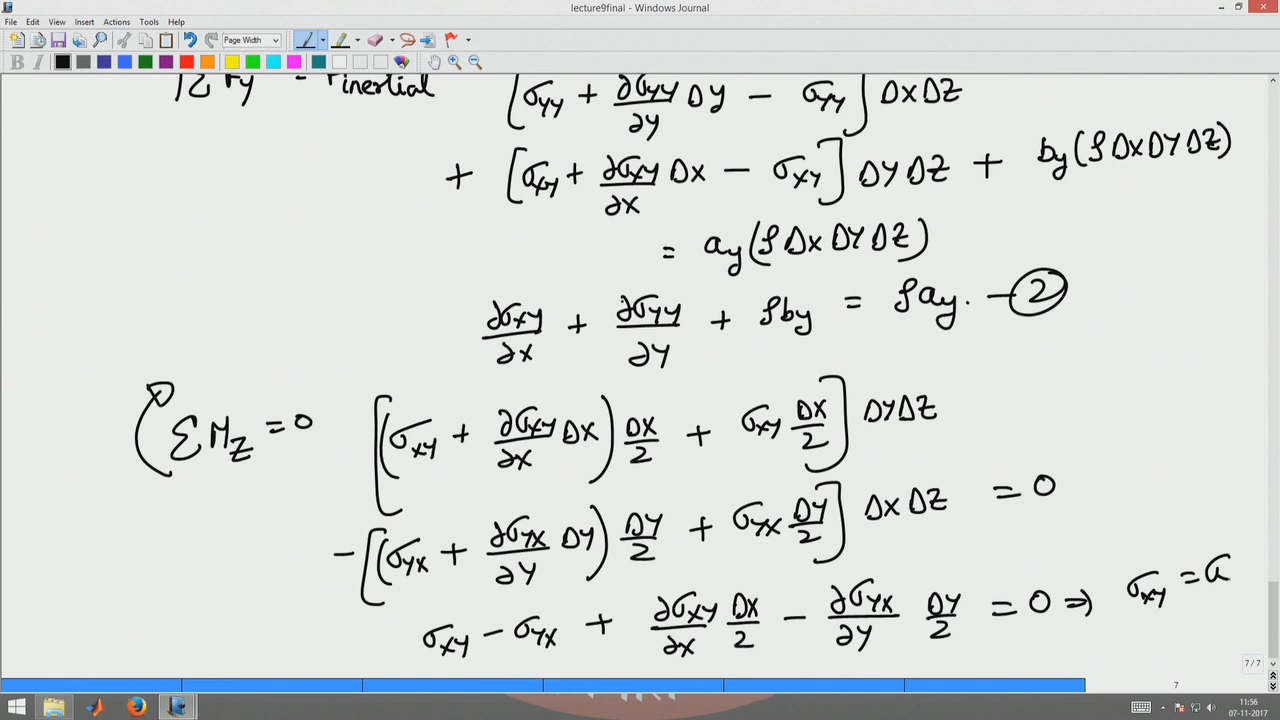 lecture9final - Windows Journal
File Edit View Insert Actions Tools Help
Page Width
B I
ΣFy = Finertial [σyy + ∂σyy/∂y Δy - σyy] ΔxΔz
+ [σxy + ∂σxy/∂x Δx - σxy] ΔyΔz + by(ρΔxΔyΔz)
= ay(ρΔxΔyΔz)
∂σxy/∂x + ∂σyy/∂y + ρby = ρay. - 2
ΣMz = 0 [(σxy + ∂σxy/∂x Δx) Δx/2 + σxy Δx/2] ΔyΔz
- [(σyx + ∂σyx/∂y Δy) Δy/2 + σyx Δy/2] ΔxΔz = 0
σxy - σyx + ∂σxy/∂x Δx/2 - ∂σyx/∂y Δy/2 = 0 ⇒ σxy = σ
7/7
7
11:56
07-11-2017